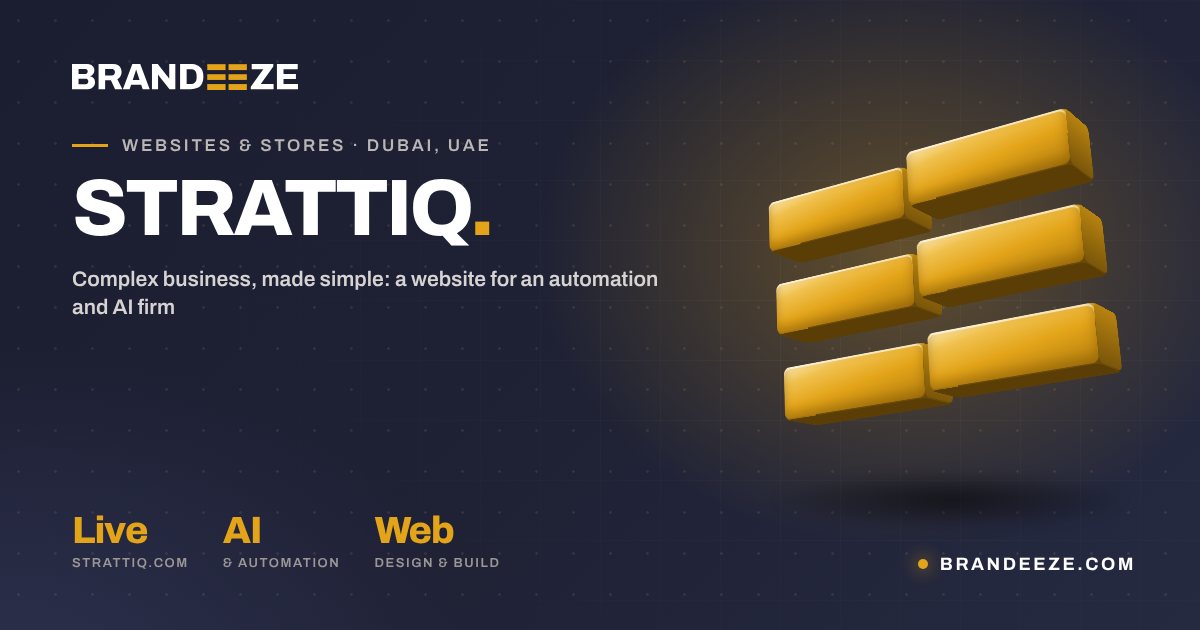 BRANDEEZE
WEBSITES & STORES · DUBAI, UAE
STRATTIQ.
Complex business, made simple: a website for an automation
and AI firm
Live
STRATTIQ.COM
AI
& AUTOMATION
Web
DESIGN & BUILD
BRANDEEZE.COM